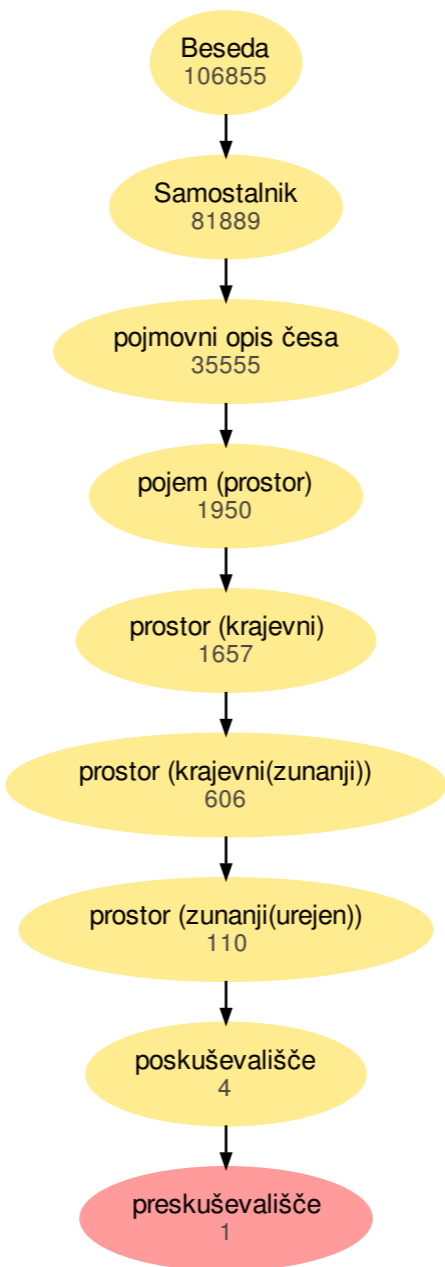 Beseda
106855
Samostalnik
81889
pojmovni opis česa
35555
pojem (prostor)
1950
prostor (krajevni)
1657
prostor (krajevni(zunanji))
606
prostor (zunanji(urejen))
110
poskuševališče
4
preskuševališče
1